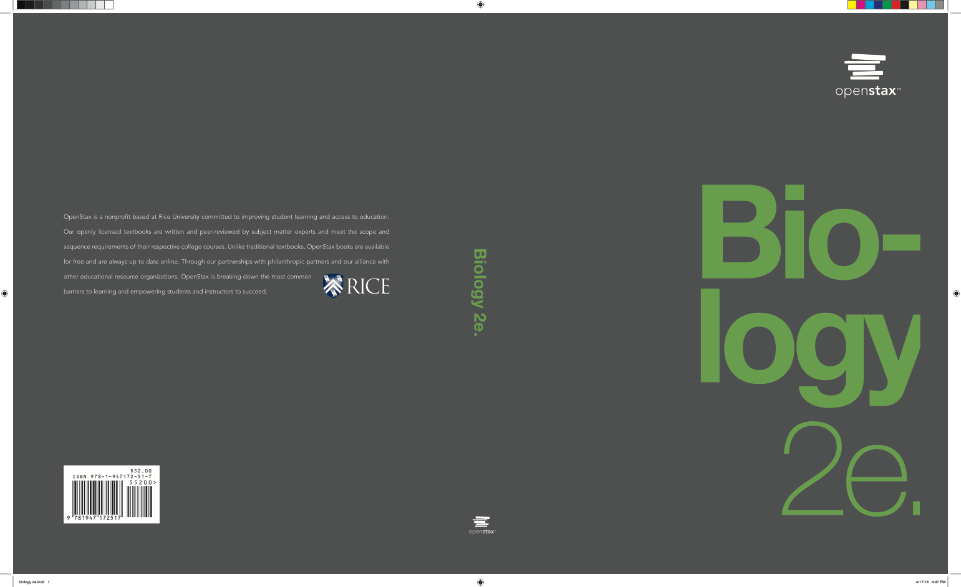 openstax™
Bio-
logy
2e.
Biology 2e.
openstax™
OpenStax is a nonprofit based at Rice University committed to improving student learning and access to education.
Our openly licensed textbooks are written and peer-reviewed by subject matter experts and meet the scope and
sequence requirements of their respective college courses. Unlike traditional textbooks, OpenStax books are available
for free and are always up to date online. Through our partnerships with philanthropic partners and our alliance with
other educational resource organizations, OpenStax is breaking down the most common
barriers to learning and empowering students and instructors to succeed.
RICE
$52.00
ISBN 978-1-947172-51-7
55200>
9 781947 172517